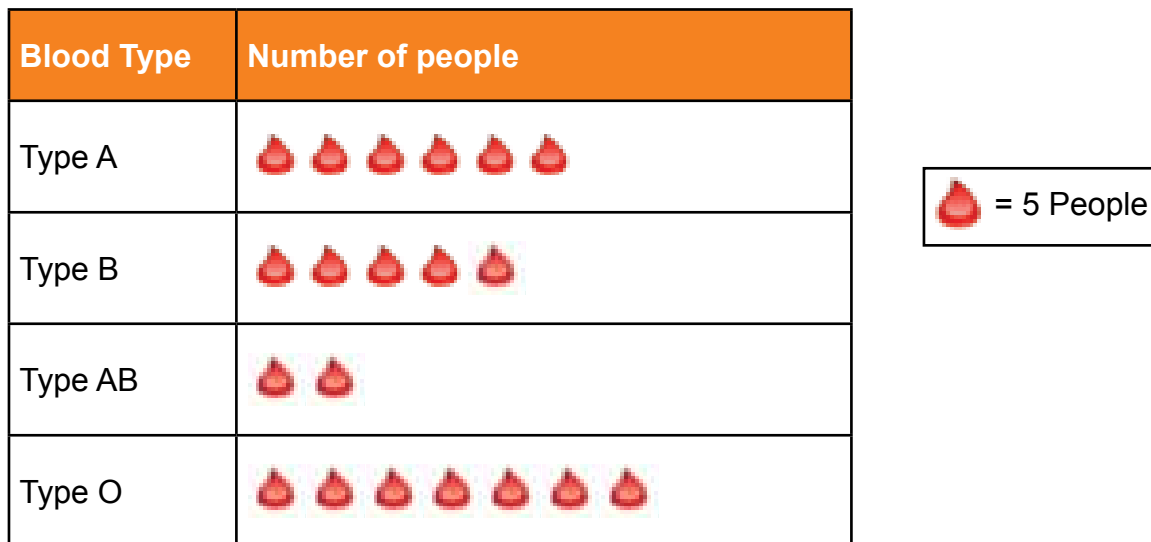 Blood Type Number of people
Type A
= 5 People
Type B
Type AB
Type O